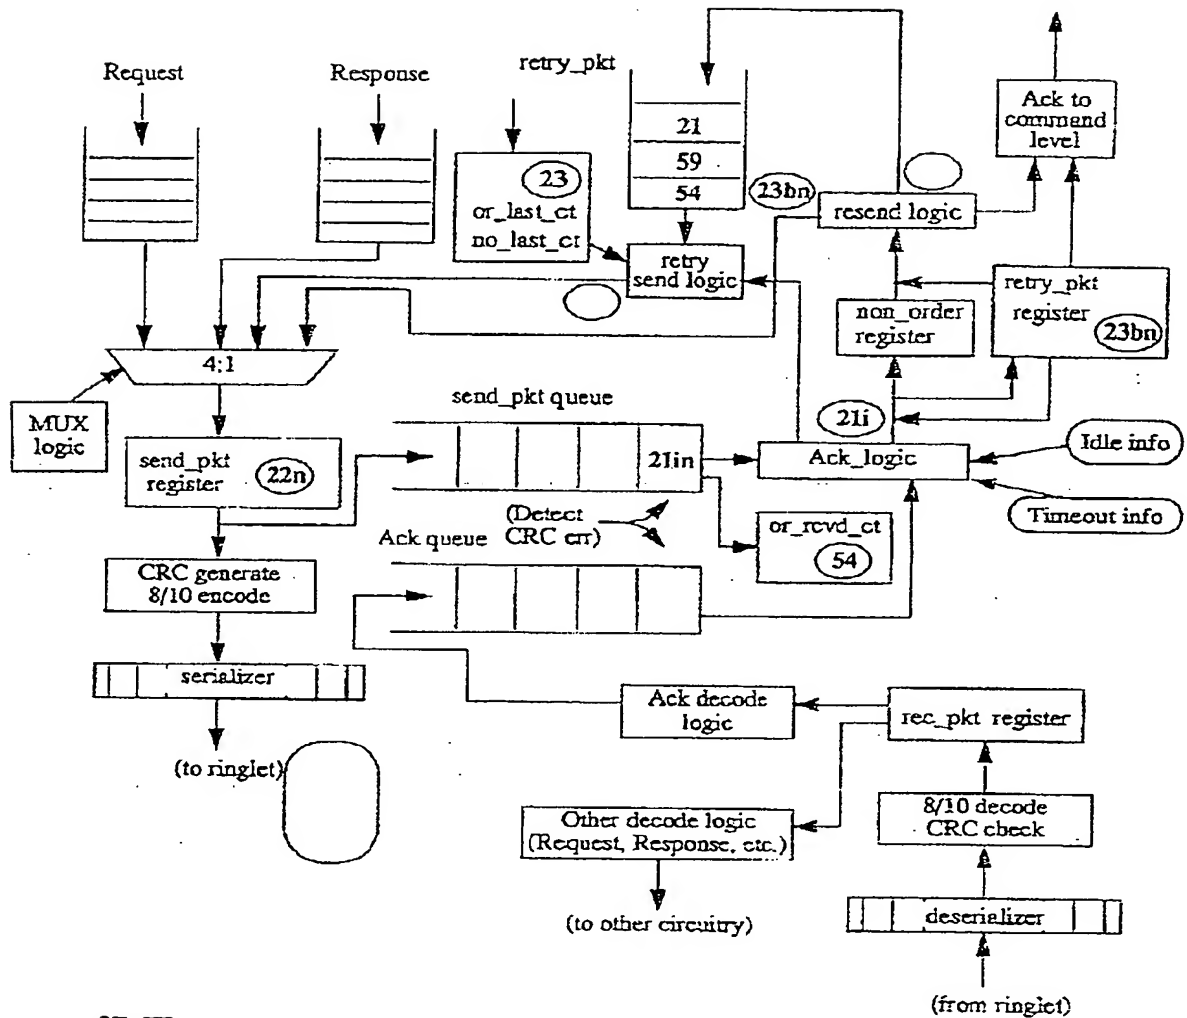 Request
Response
retry_pkt
21
59
54
23
or_last_ct
no_last_ct
retry
send logic
23bn
resend logic
Ack to
command
level
non_order
register
retry_pkt
register
23bn
4:1
MUX
logic
send_pkt
register
22n
send_pkt queue
21in
21i
Ack_logic
Idle info
Timeout info
(Detect
CRC err)
Ack queue
or_rcvd_ct
54
CRC generate
8/10 encode
serializer
(to ringlet)
Ack decode
logic
rec_pkt register
8/10 decode
CRC check
Other decode logic
(Request, Response, etc.)
(to other circuitry)
deserializer
(from ringlet)